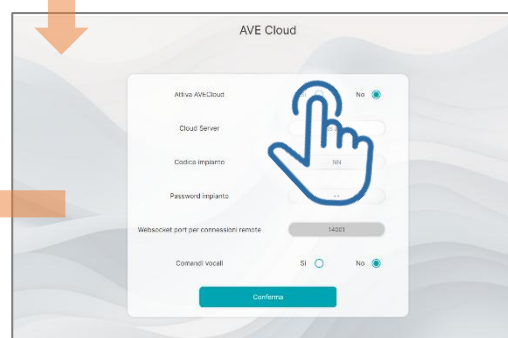 AVE Cloud
Attiva AVECloud No
Cloud Server
Codice impianto
Password impianto
Websocket port per connessioni remote 14001
Comandi vocali Si No
Conferma